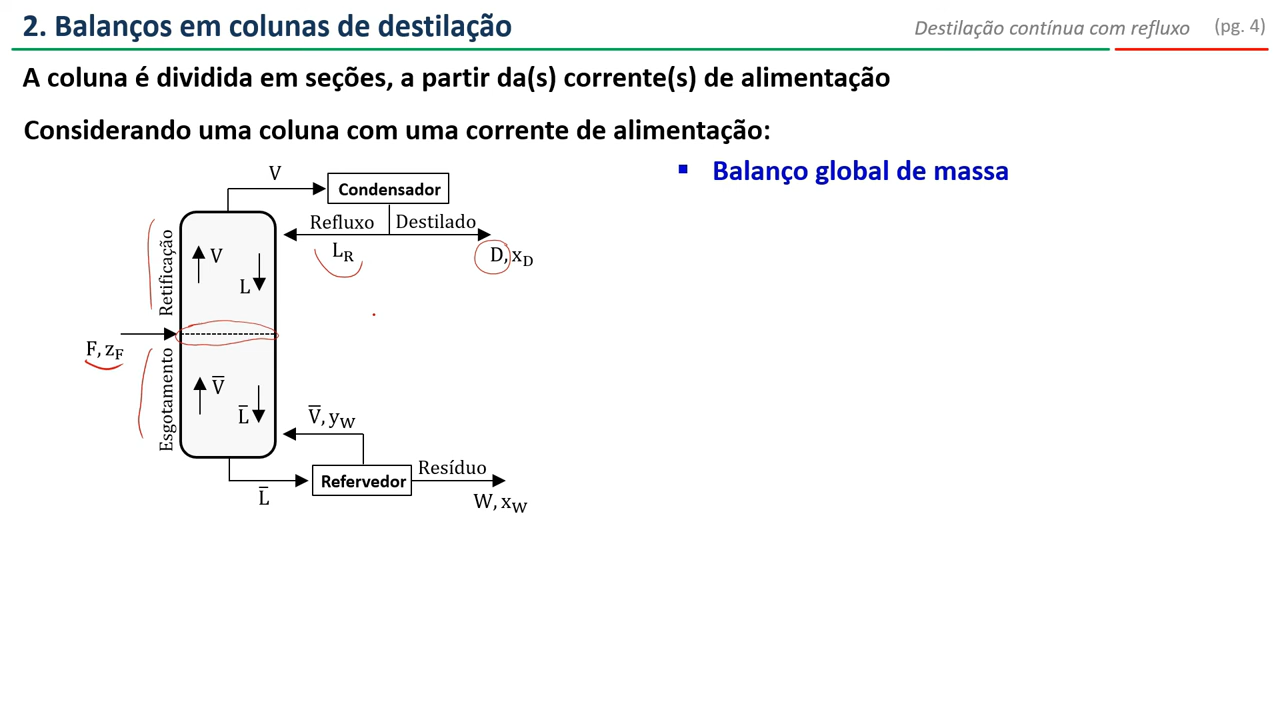 2. Balanços em colunas de destilação
Destilação contínua com refluxo (pg. 4)
A coluna é dividida em seções, a partir da(s) corrente(s) de alimentação
Considerando uma coluna com uma corrente de alimentação:
▪ Balanço global de massa
V
Condensador
Refluxo
Destilado
L_R
D, x_D
Retificação
V
L
F, z_F
Esgotamento
V̅
L̅
V̅, y_W
Refervedor
Resíduo
L̅
W, x_W